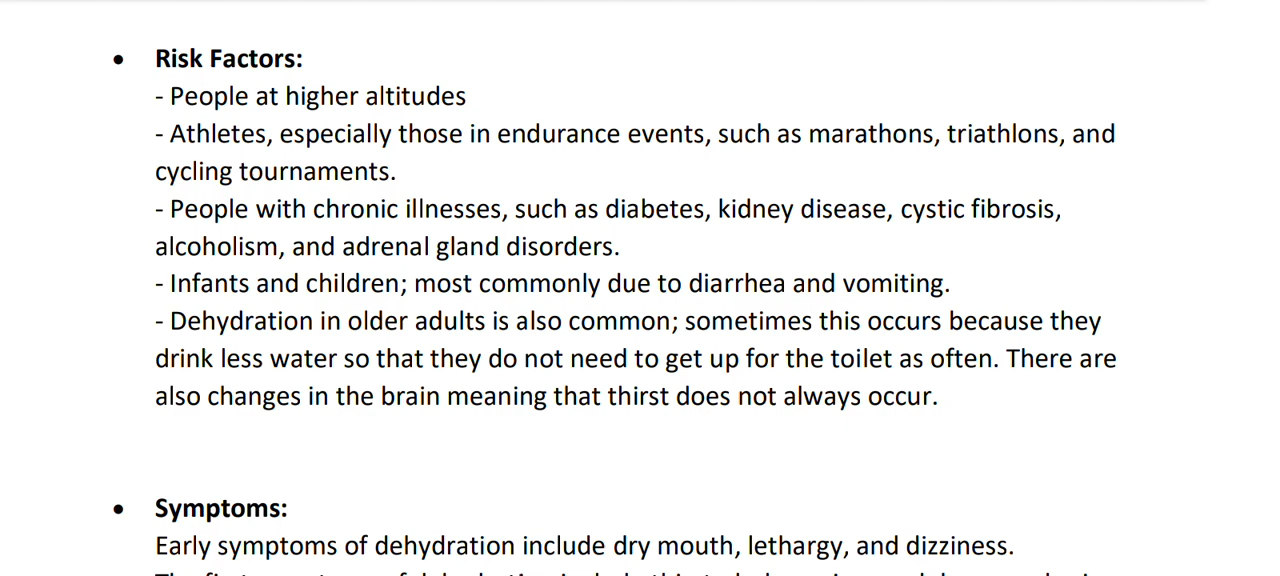 • Risk Factors:
- People at higher altitudes
- Athletes, especially those in endurance events, such as marathons, triathlons, and
cycling tournaments.
- People with chronic illnesses, such as diabetes, kidney disease, cystic fibrosis,
alcoholism, and adrenal gland disorders.
- Infants and children; most commonly due to diarrhea and vomiting.
- Dehydration in older adults is also common; sometimes this occurs because they
drink less water so that they do not need to get up for the toilet as often. There are
also changes in the brain meaning that thirst does not always occur.
• Symptoms:
Early symptoms of dehydration include dry mouth, lethargy, and dizziness.